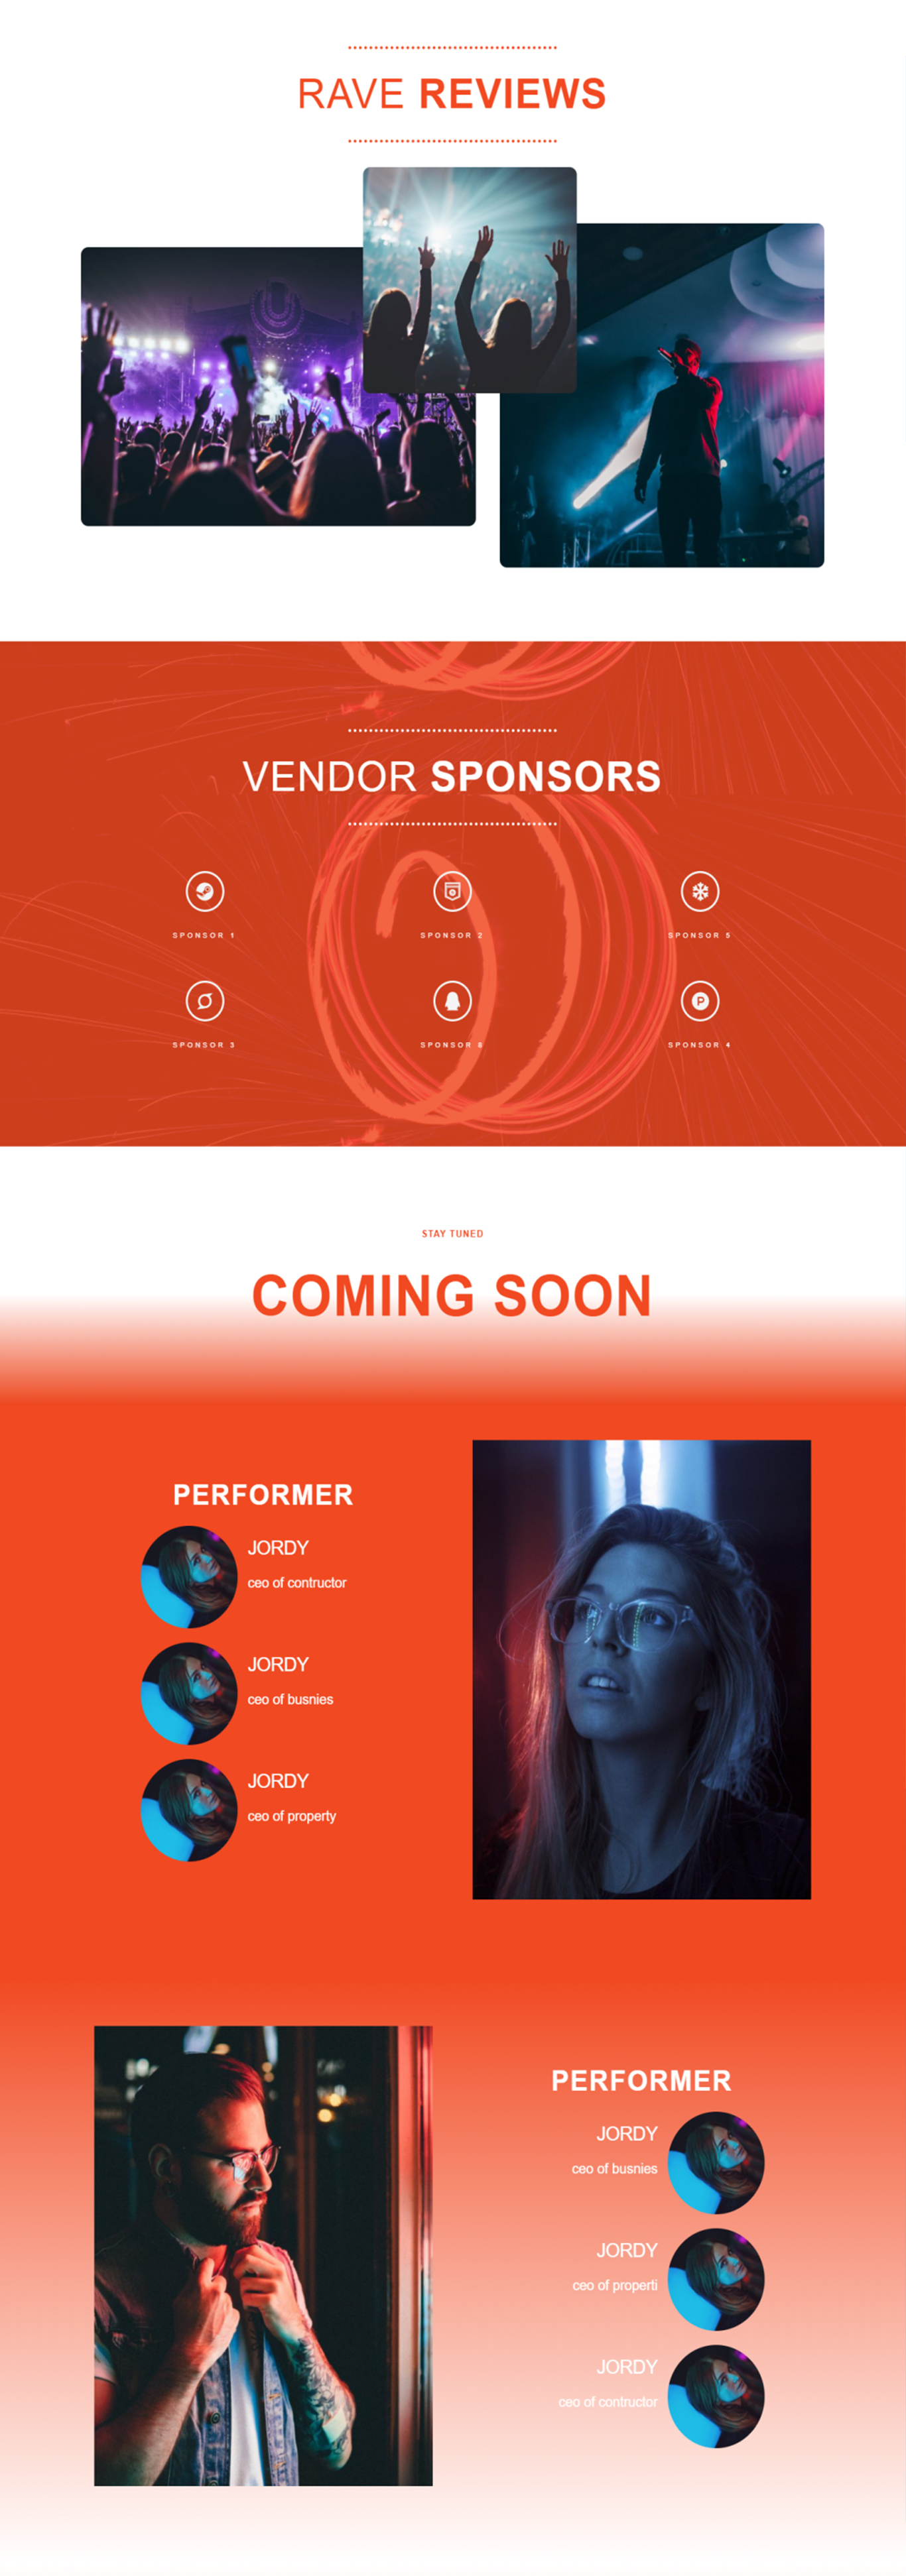 RAVE REVIEWS
VENDOR SPONSORS
SPONSOR 1
SPONSOR 2
SPONSOR 5
SPONSOR 3
SPONSOR 8
SPONSOR 4
STAY TUNED
COMING SOON
PERFORMER
JORDY
ceo of contructor
JORDY
ceo of busnies
JORDY
ceo of property
PERFORMER
JORDY
ceo of busnies
JORDY
ceo of properti
JORDY
ceo of contructor